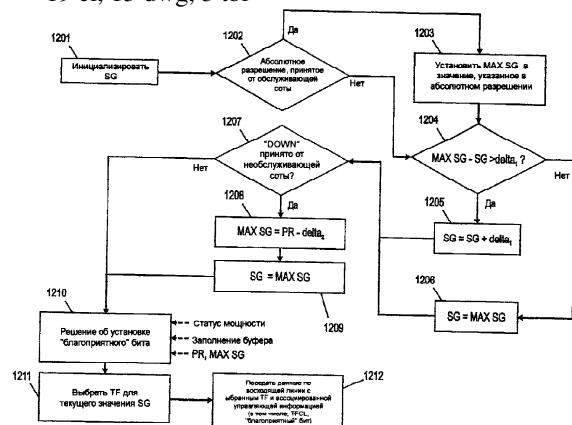 1201
Инициализировать
SG
1202
Абсолютное
разрешение, принятое
от обслуживающей
соты
Да
Нет
1203
Установить MAX SG в
значение, указанное в
абсолютном разрешении
1204
MAX SG - SG >delta₁ ?
Нет
Да
1205
SG = SG + delta₁
1206
SG = MAX SG
1207
"DOWN"
принято от
необслуживающей
соты?
Нет
Да
1208
MAX SG = PR - delta₂
SG = MAX SG
1209
1210
Решение об установке
"благоприятного" бита
Статус мощности
Заполнение буфера
PR, MAX SG
1211
Выбрать TF для
текущего значения SG
1212
Передать данные по
восходящей линии с
выбранным TF и ассоциированной
управляющей информацией
(в том числе, TFCI,
"благоприятный" бит)